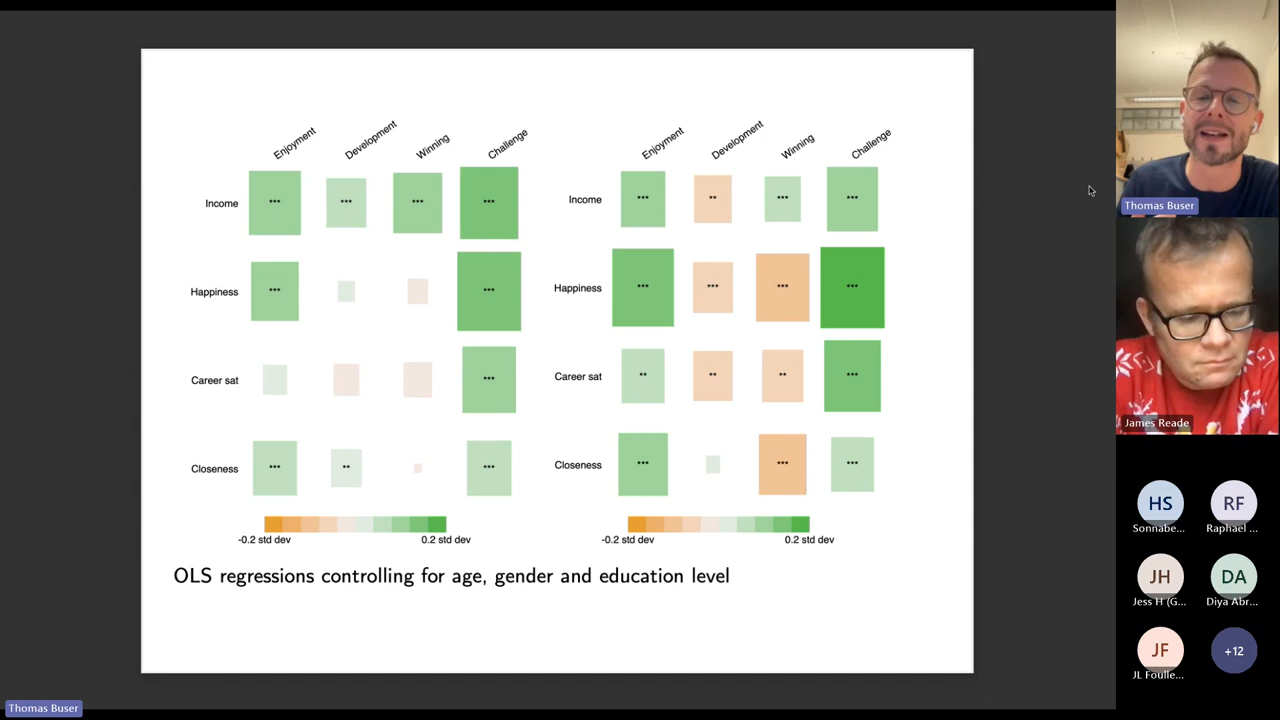 Enjoyment Development Winning Challenge
Income *** *** *** ***
Happiness *** ***
Career sat ***
Closeness *** ** ***
-0.2 std dev 0.2 std dev
Enjoyment Development Winning Challenge
Income *** ** *** ***
Happiness *** *** *** ***
Career sat ** ** ** ***
Closeness *** *** ***
-0.2 std dev 0.2 std dev
OLS regressions controlling for age, gender and education level
Thomas Buser
Thomas Buser
James Reade
HS RF
Sonnabe... Raphael ...
JH DA
Jess H (G... Diya Abr...
JF +12
JL Foulle...